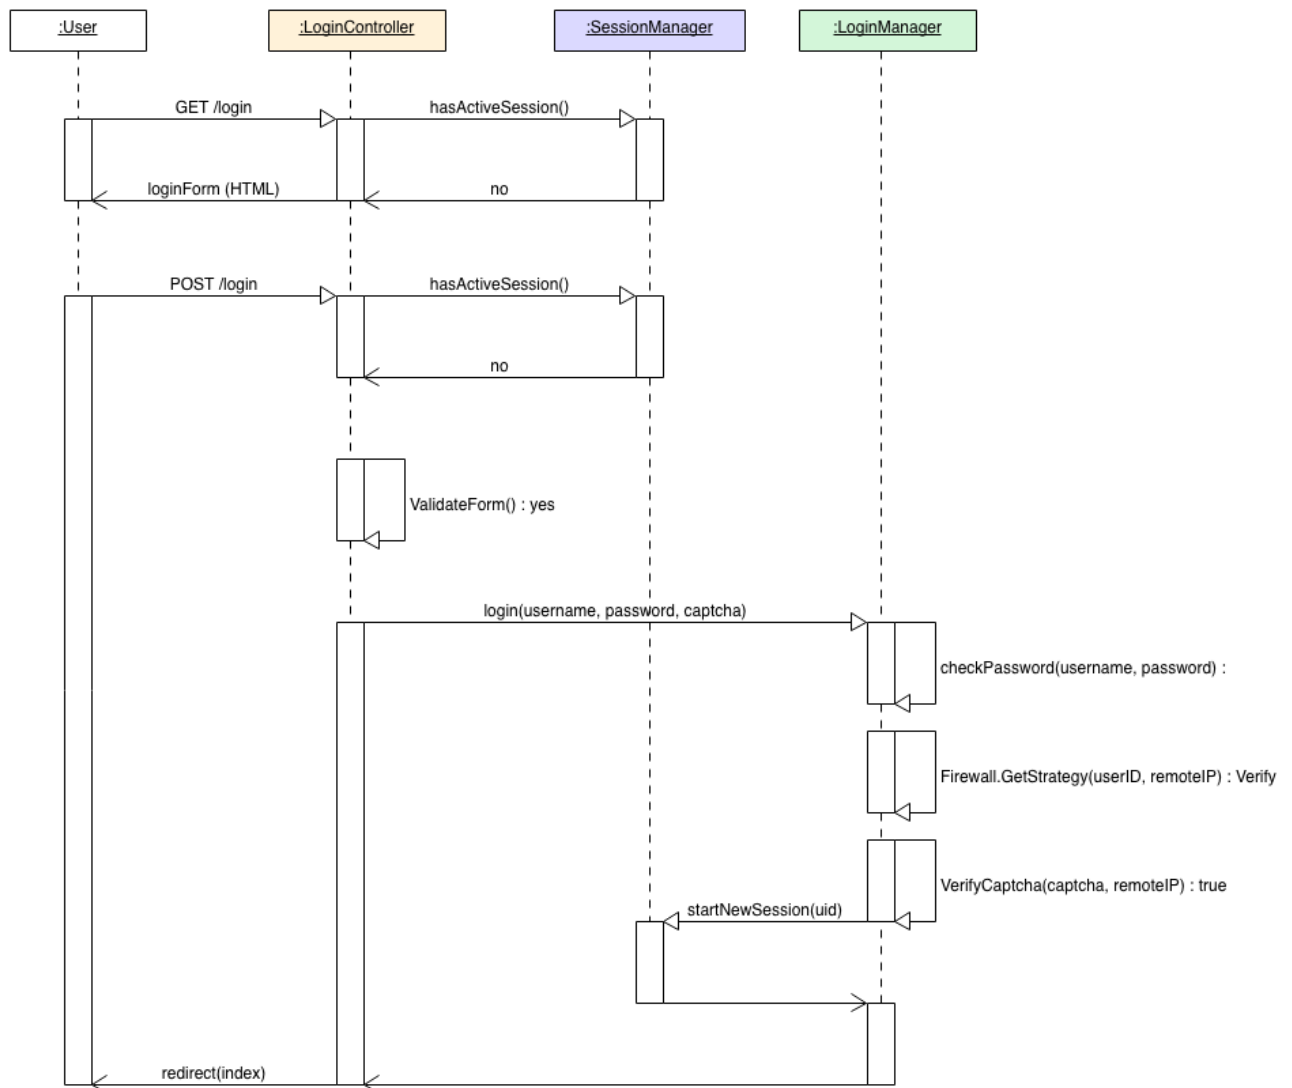 :User
:LoginController
:SessionManager
:LoginManager
GET /login
hasActiveSession()
loginForm (HTML)
no
POST /login
hasActiveSession()
no
ValidateForm() : yes
login(username, password, captcha)
checkPassword(username, password) :
Firewall.GetStrategy(userID, remoteIP) : Verify
VerifyCaptcha(captcha, remoteIP) : true
startNewSession(uid)
redirect(index)